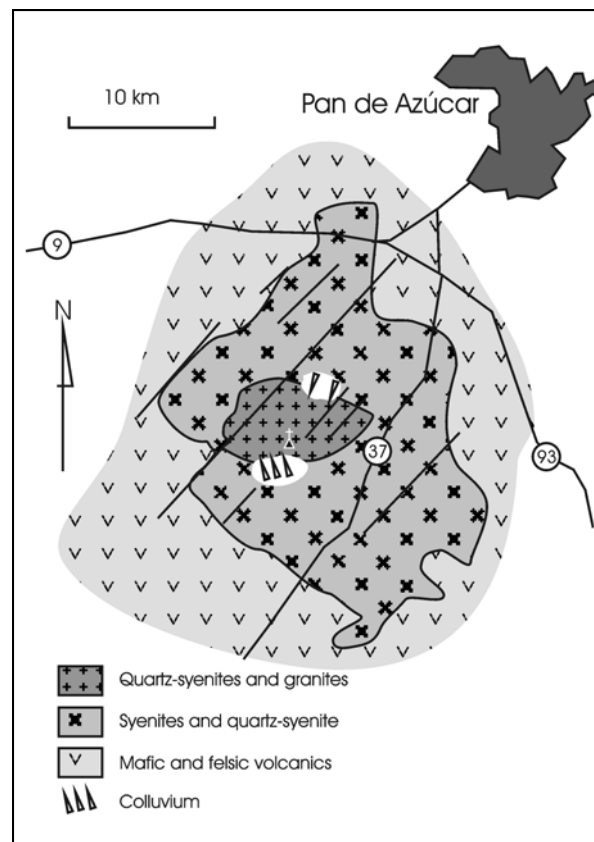 10 km
Pan de Azúcar
9
N
37
93
Quartz-syenites and granites
Syenites and quartz-syenite
Mafic and felsic volcanics
Colluvium